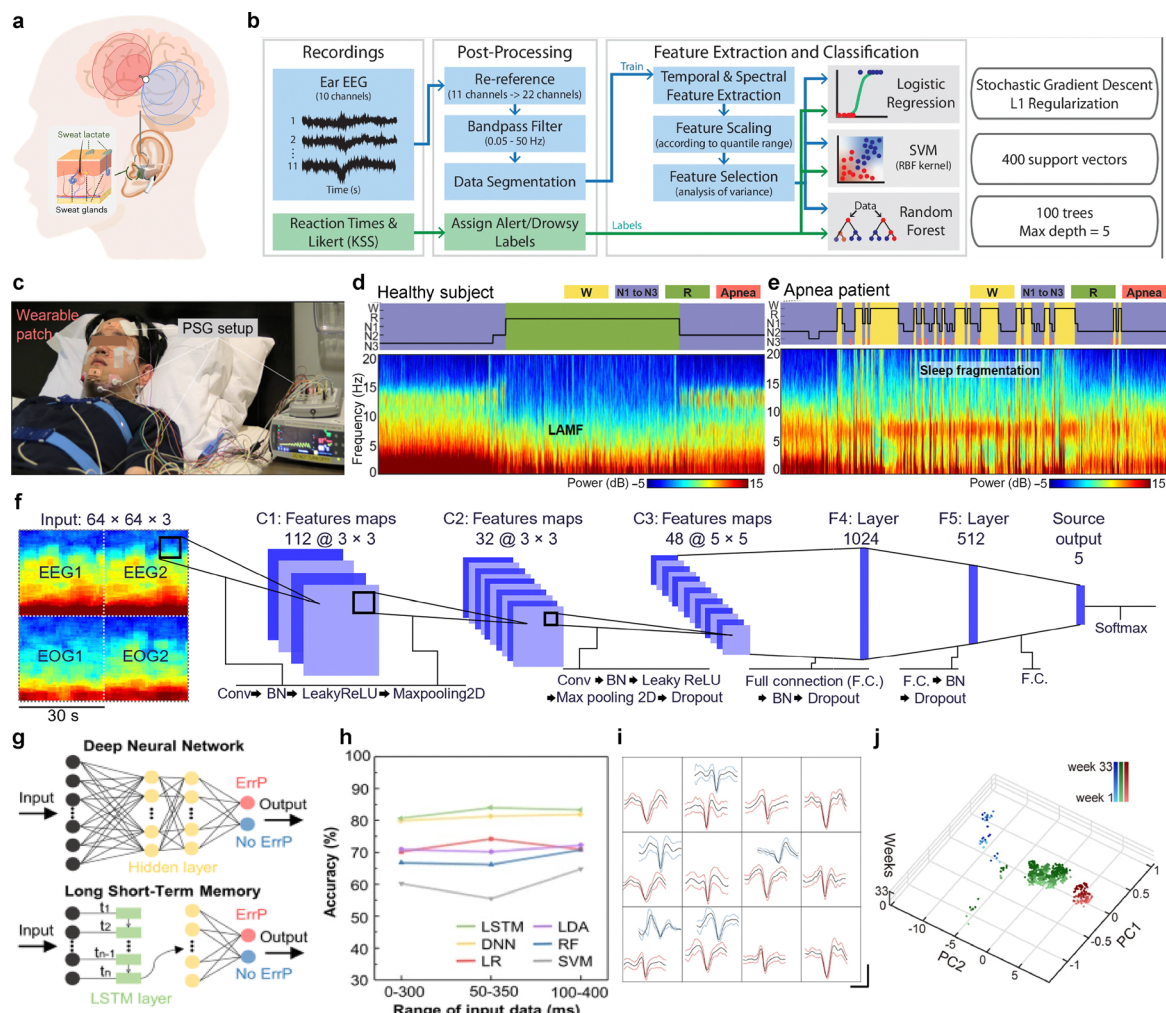 a
Sweat lactate
Sweat glands
b
Recordings
Ear EEG
(10 channels)
1
2
11
Time (s)
Reaction Times &
Likert (KSS)
Post-Processing
Re-reference
(11 channels -> 22 channels)
Bandpass Filter
(0.05 - 50 Hz)
Data Segmentation
Assign Alert/Drowsy
Labels
Train
Labels
Feature Extraction and Classification
Temporal & Spectral
Feature Extraction
Feature Scaling
(according to quantile range)
Feature Selection
(analysis of variance)
Logistic
Regression
SVM
(RBF kernel)
Data
Random
Forest
Stochastic Gradient Descent
L1 Regularization
400 support vectors
100 trees
Max depth = 5
c
Wearable
patch
PSG setup
d
Healthy subject
W
N1 to N3
R
Apnea
W
R
N1
N2
N3
20
15
10
5
0
Frequency (Hz)
LAMF
Power (dB) −5
15
e
Apnea patient
W
N1 to N3
R
Apnea
W
R
N1
N2
N3
20
15
10
5
0
Sleep fragmentation
Power (dB) −5
15
f
Input: 64 × 64 × 3
EEG1
EEG2
EOG1
EOG2
30 s
C1: Features maps
112 @ 3 × 3
C2: Features maps
32 @ 3 × 3
C3: Features maps
48 @ 5 × 5
F4: Layer
1024
F5: Layer
512
Source
output
5
Softmax
Conv BN LeakyReLU Maxpooling2D
Conv BN Leaky ReLU
Max pooling 2D Dropout
Full connection (F.C.)
BN Dropout
F.C. BN
Dropout
F.C.
g
Deep Neural Network
Input
ErrP
Output
No ErrP
Hidden layer
Long Short-Term Memory
Input
t1
t2
tn-1
tn
ErrP
Output
No ErrP
LSTM layer
h
100
90
80
70
60
50
40
30
Accuracy (%)
LSTM
DNN
LR
LDA
RF
SVM
0-300
50-350
100-400
Range of input data (ms)
i
j
week 33
week 1
Weeks
33
0
-10
-5
0
5
PC2
1
0.5
0
-0.5
-1
PC1